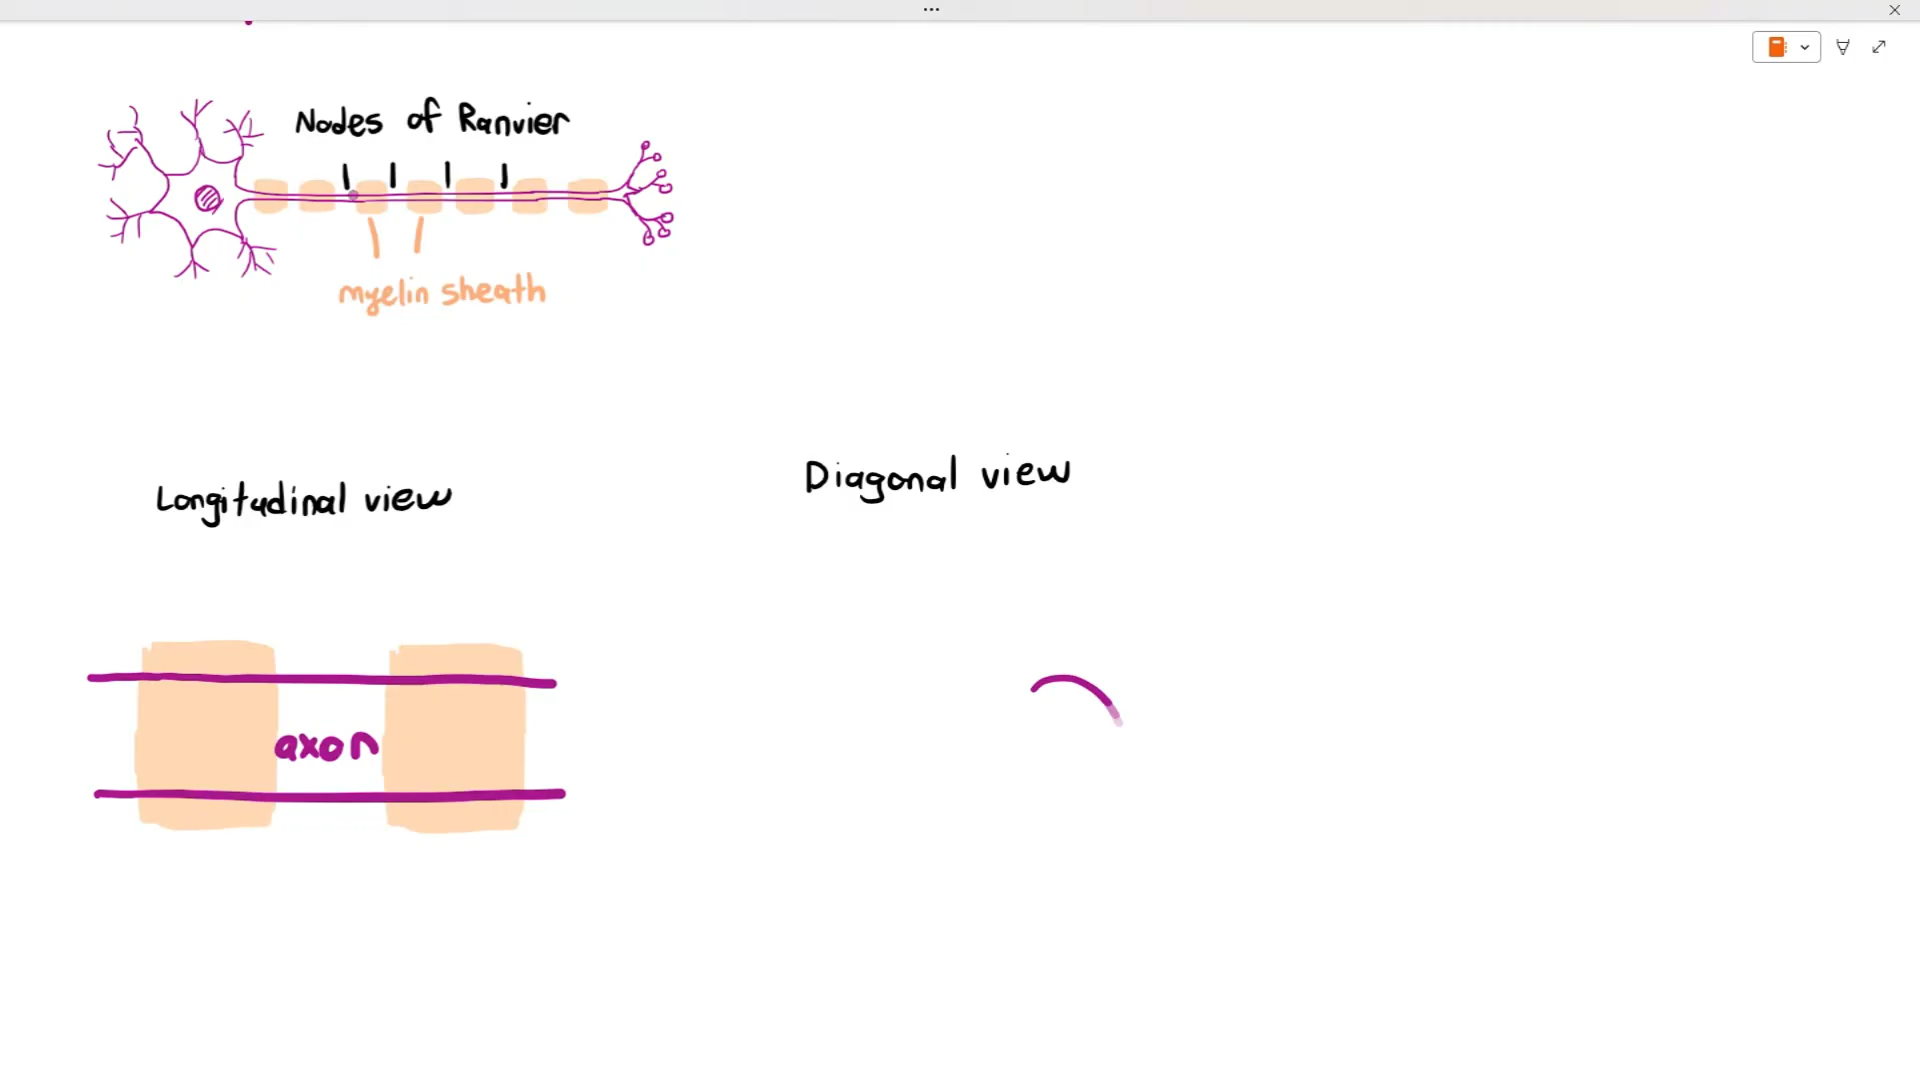 Nodes of Ranvier
myelin sheath
Diagonal view
Longitudinal view
axon